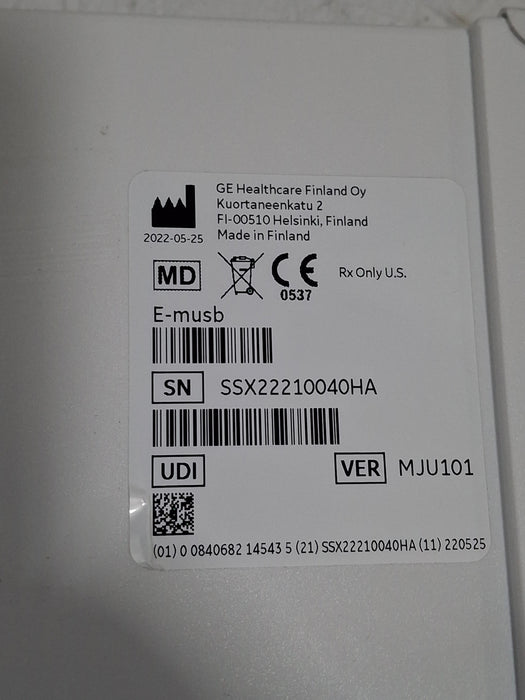 GE Healthcare Finland Oy
Kuortaneenkatu 2
FI-00510 Helsinki, Finland
Made in Finland
2022-05-25
MD
CE
0537
Rx Only U.S.
E-musb
SN SSX22210040HA
UDI
VER MJU101
(01) 0 0840682 14543 5 (21) SSX22210040HA (11) 220525